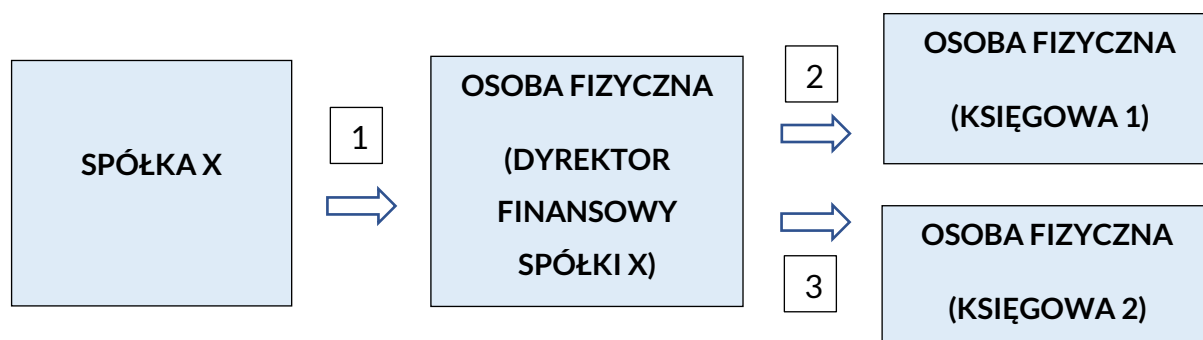 SPÓŁKA X
1
OSOBA FIZYCZNA
(DYREKTOR
FINANSOWY
SPÓŁKI X)
2
OSOBA FIZYCZNA
(KSIĘGOWA 1)
3
OSOBA FIZYCZNA
(KSIĘGOWA 2)